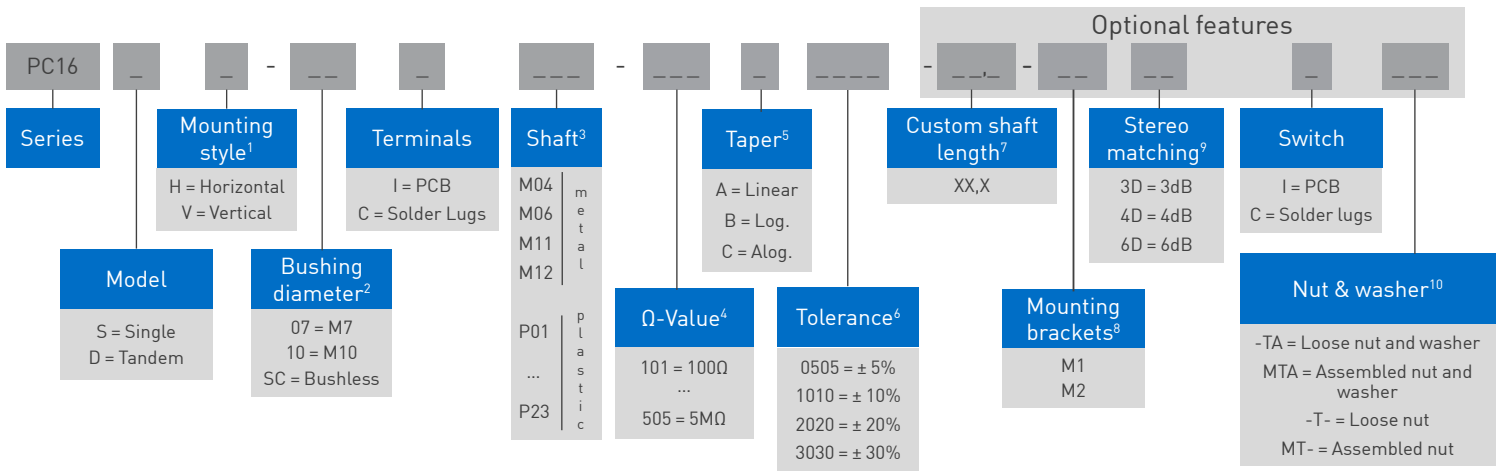 Optional features
PC16 _ _ - _ _ _ _ _ _ - _ _ _ _ _ _ _ _ - _ _,_ - _ _ _ _ _ _ _ _
Series
Mounting
style1
H = Horizontal
V = Vertical
Terminals
I = PCB
C = Solder Lugs
Shaft3
M04
M06
M11
M12
metal
P01
...
P23
plastic
Taper5
A = Linear
B = Log.
C = Alog.
Custom shaft
length7
XX,X
Stereo
matching9
3D = 3dB
4D = 4dB
6D = 6dB
Switch
I = PCB
C = Solder lugs
Model
S = Single
D = Tandem
Bushing
diameter2
07 = M7
10 = M10
SC = Bushless
Ω-Value4
101 = 100Ω
...
505 = 5MΩ
Tolerance6
0505 = ± 5%
1010 = ± 10%
2020 = ± 20%
3030 = ± 30%
Mounting
brackets8
M1
M2
Nut & washer10
-TA = Loose nut and washer
MTA = Assembled nut and
washer
-T- = Loose nut
MT- = Assembled nut